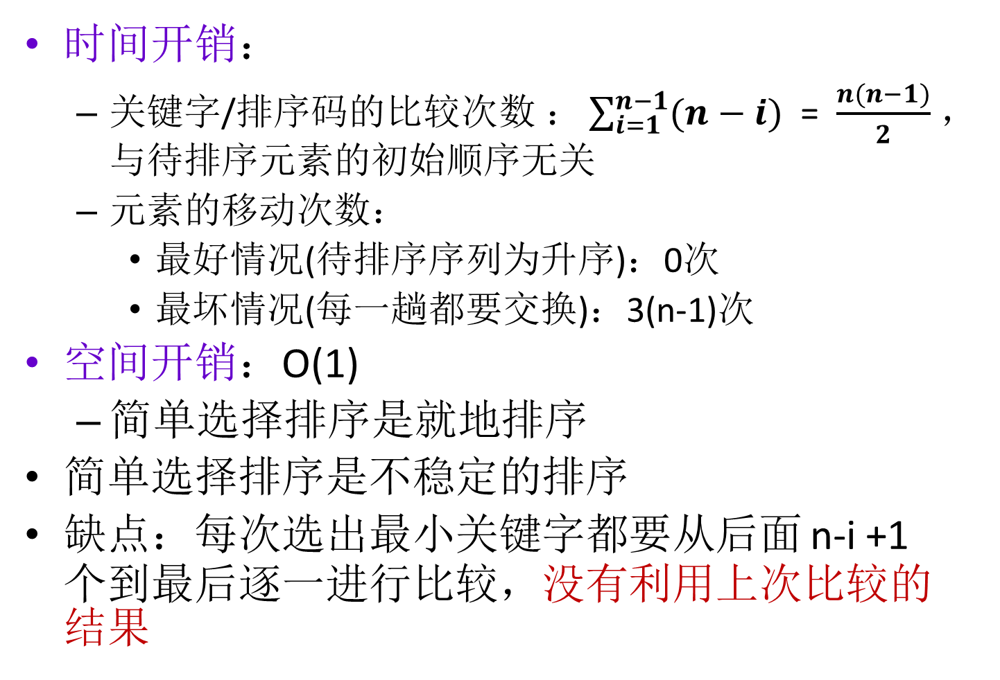 • 时间开销：
– 关键字/排序码的比较次数 ： $\sum_{i=1}^{n-1}(n-i) = \frac{n(n-1)}{2}$ ，
与待排序元素的初始顺序无关
– 元素的移动次数：
• 最好情况(待排序序列为升序)：0次
• 最坏情况(每一趟都要交换)：3(n-1)次
• 空间开销：O(1)
– 简单选择排序是就地排序
• 简单选择排序是不稳定的排序
• 缺点：每次选出最小关键字都要从后面 n-i +1
个到最后逐一进行比较，没有利用上次比较的
结果